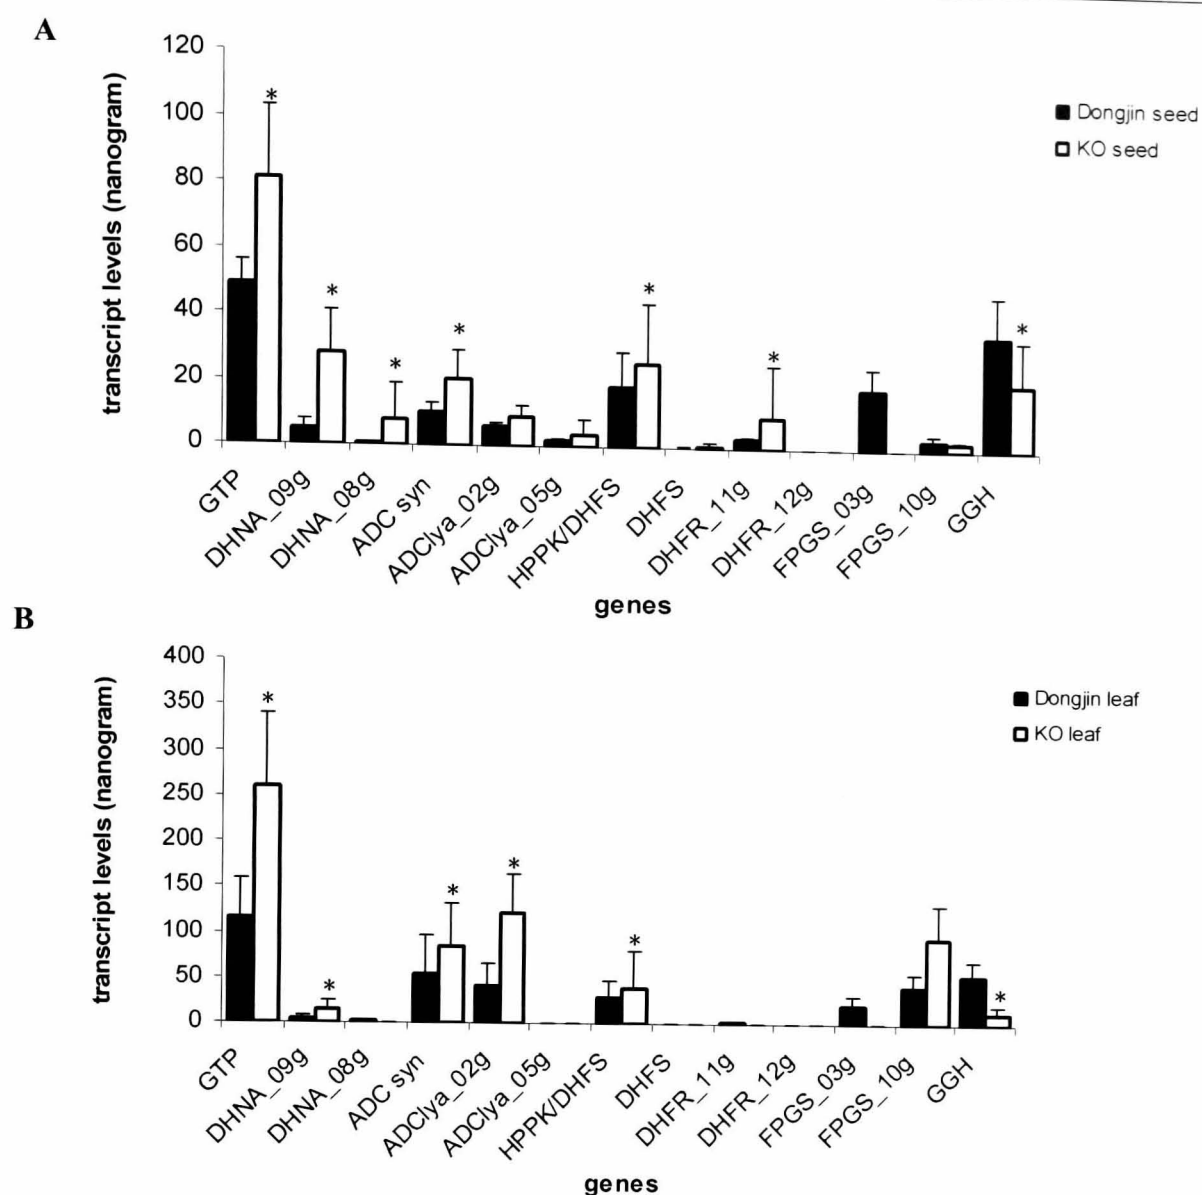 A
120
100
80
60
40
20
0
transcript levels (nanogram)
* * * * * * *
Dongjin seed
KO seed
GTP
DHNA_09g
DHNA_08g
ADC syn
ADClya_02g
ADClya_05g
HPPK/DHFS
DHFS
DHFR_11g
DHFR_12g
FPGS_03g
FPGS_10g
GGH
genes
B
400
350
300
250
200
150
100
50
0
transcript levels (nanogram)
* * * * * *
Dongjin leaf
KO leaf
GTP
DHNA_09g
DHNA_08g
ADC syn
ADClya_02g
ADClya_05g
HPPK/DHFS
DHFS
DHFR_11g
DHFR_12g
FPGS_03g
FPGS_10g
GGH
genes